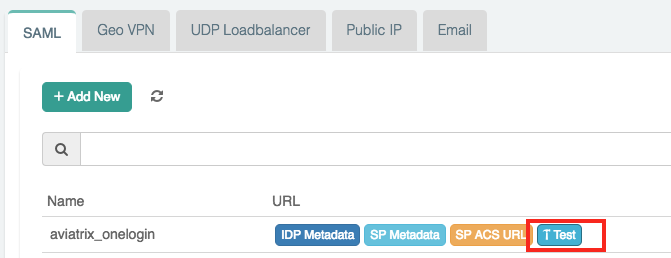 SAML Geo VPN UDP Loadbalancer Public IP Email
+ Add New
Name URL
aviatrix_onelogin IDP Metadata SP Metadata SP ACS URL T Test